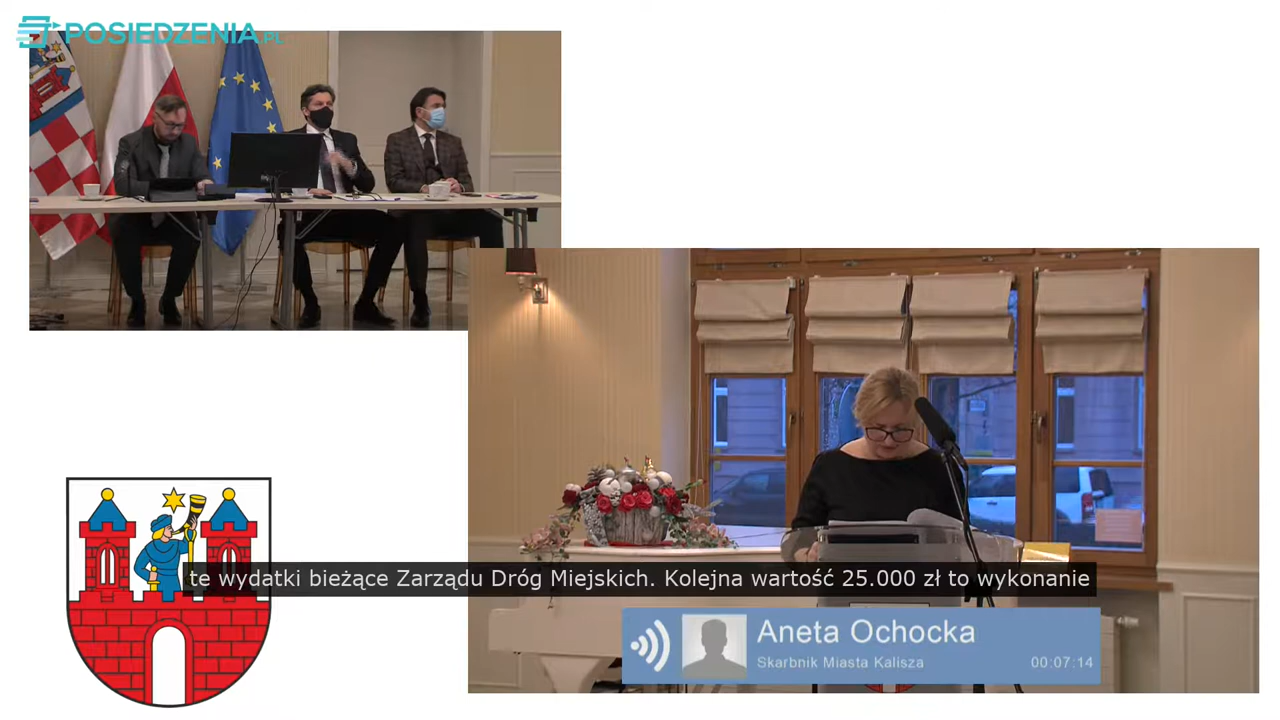 POSIEDZENIA.PL
te wydatki bieżące Zarządu Dróg Miejskich. Kolejna wartość 25.000 zł to wykonanie
Aneta Ochocka
Skarbnik Miasta Kalisza 00:07:14